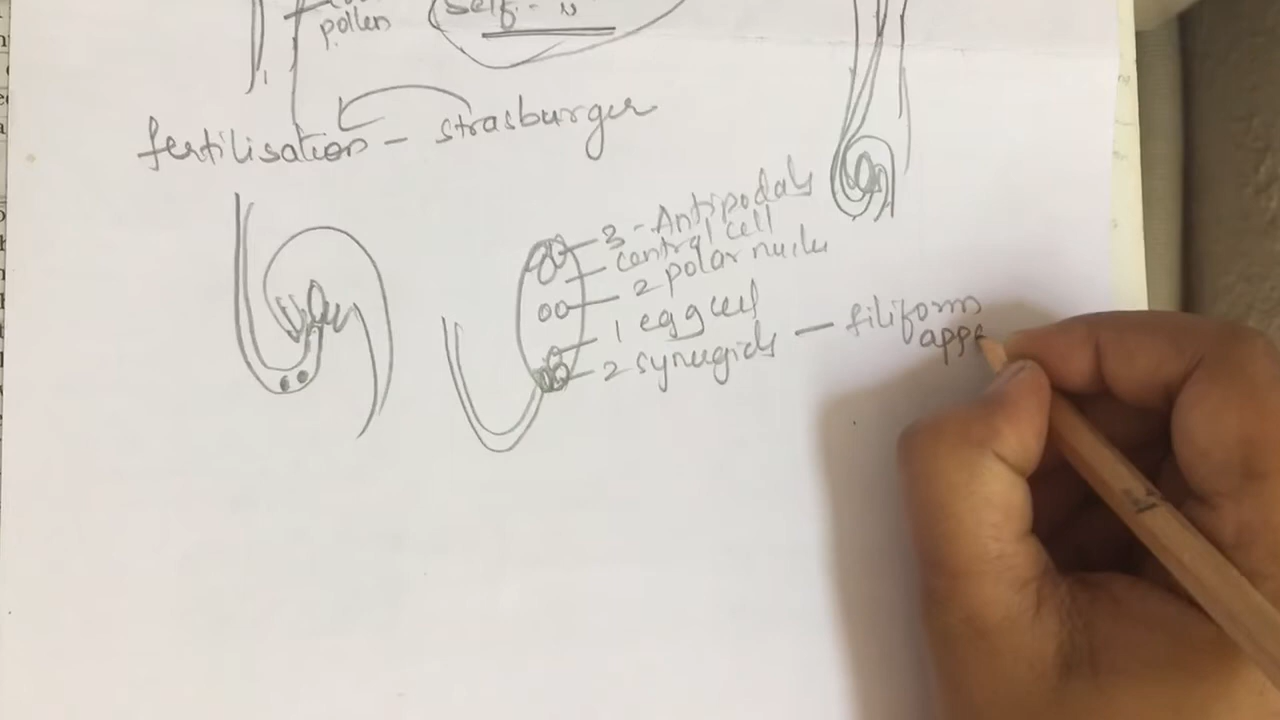 pollen
self -
fertilisation - strasburger
3 - Antipodals
central cell
2 polar nuclei
1 egg cell
2 synergids - filiform
appa